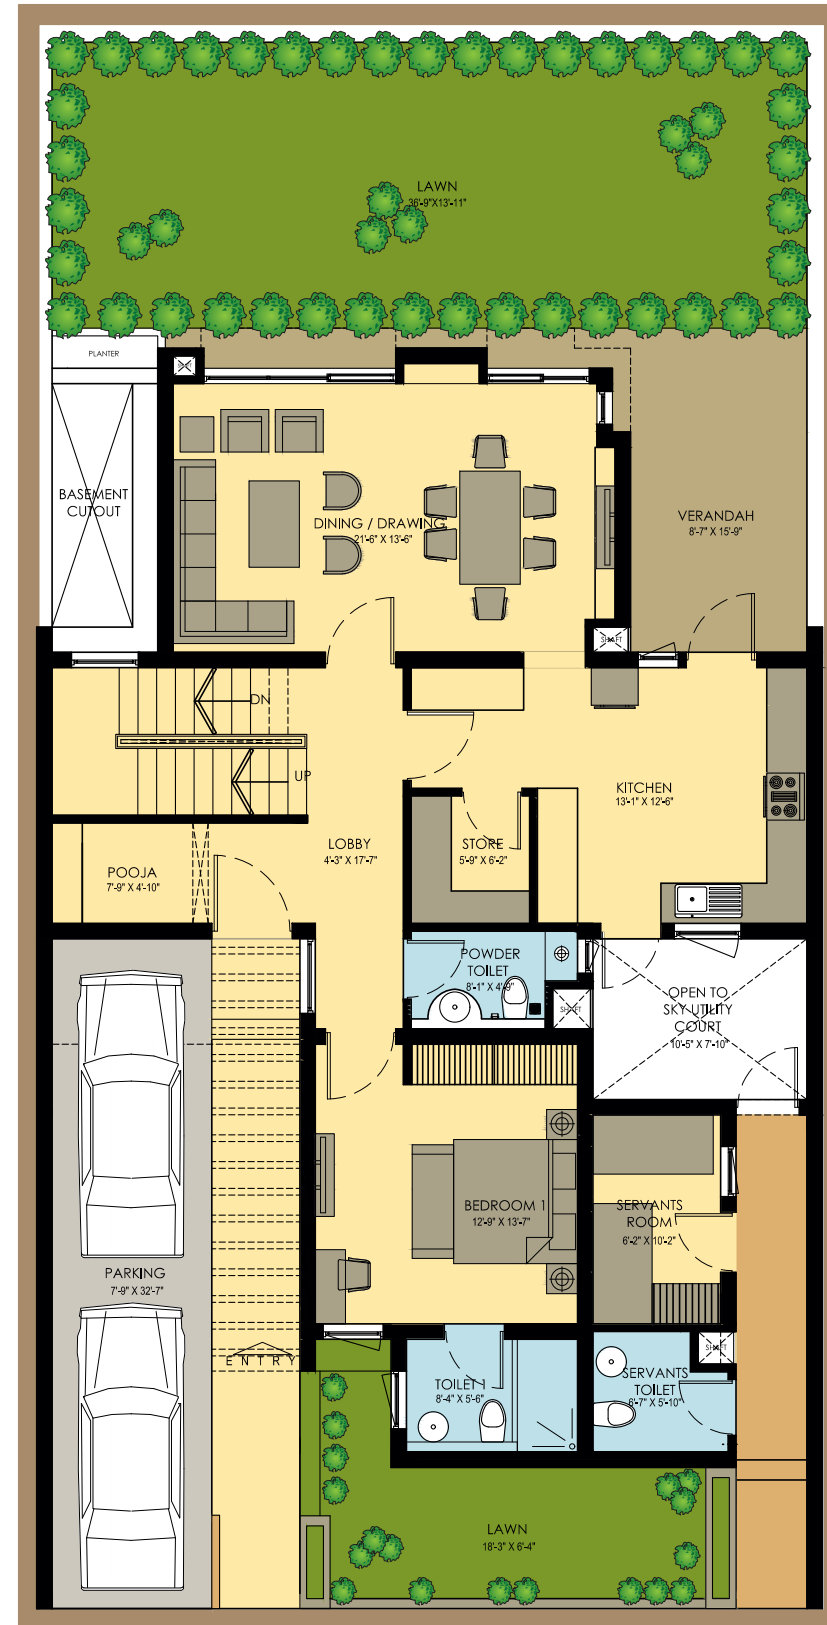 LAWN
36'-9"X13'-11"
PLANTER
BASEMENT
CUTOUT
DINING / DRAWING
21'-6" X 13'-6"
VERANDAH
8'-7" X 15'-9"
SHAFT
DN
UP
KITCHEN
13'-1" X 12'-6"
LOBBY
4'-3" X 17'-7"
STORE
5'-9" X 6'-2"
POOJA
7'-9" X 4'-10"
POWDER
TOILET
8'-1" X 4'-9"
SHAFT
OPEN TO
SKY UTILITY
COURT
10'-5" X 7'-10"
BEDROOM 1
12'-9" X 13'-7"
SERVANTS
ROOM
6'-2" X 10'-2"
PARKING
7'-9" X 32'-7"
ENTRY
SHAFT
TOILET 1
8'-4" X 5'-6"
SERVANTS
TOILET
6'-7" X 5'-10"
LAWN
18'-3" X 6'-4"